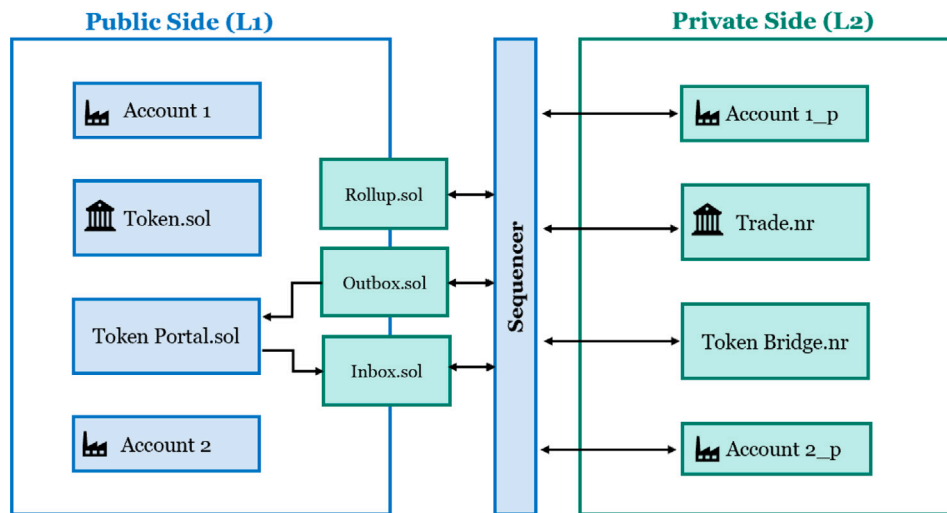 Public Side (L1)
Private Side (L2)
Account 1
Token.sol
Token Portal.sol
Account 2
Rollup.sol
Outbox.sol
Inbox.sol
Sequencer
Account 1_p
Trade.nr
Token Bridge.nr
Account 2_p